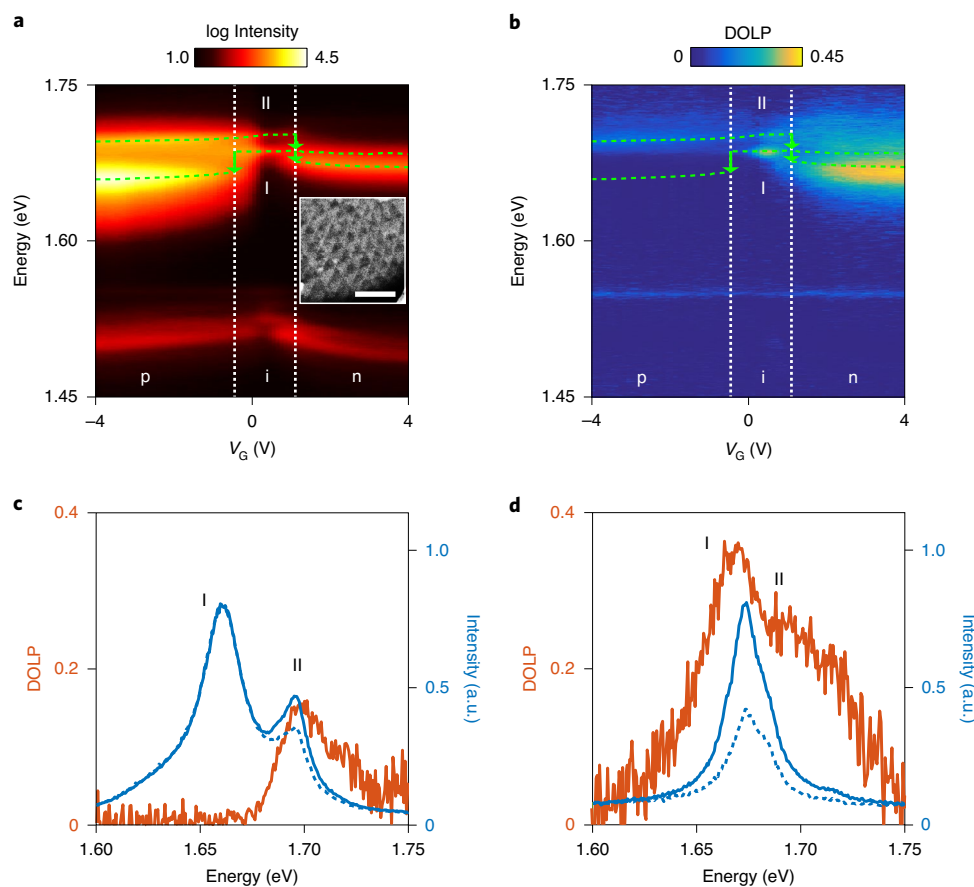 a
log Intensity
1.0 4.5
1.75
1.60
1.45
Energy (eV)
II
I
p i n
−4 0 4
V_G (V)
b
DOLP
0 0.45
1.75
1.60
1.45
Energy (eV)
II
I
p i n
−4 0 4
V_G (V)
c
0.4
0.2
0
DOLP
I
II
1.0
0.5
0
Intensity (a.u.)
1.60 1.65 1.70 1.75
Energy (eV)
d
0.4
0.2
0
DOLP
I
II
1.0
0.5
0
Intensity (a.u.)
1.60 1.65 1.70 1.75
Energy (eV)